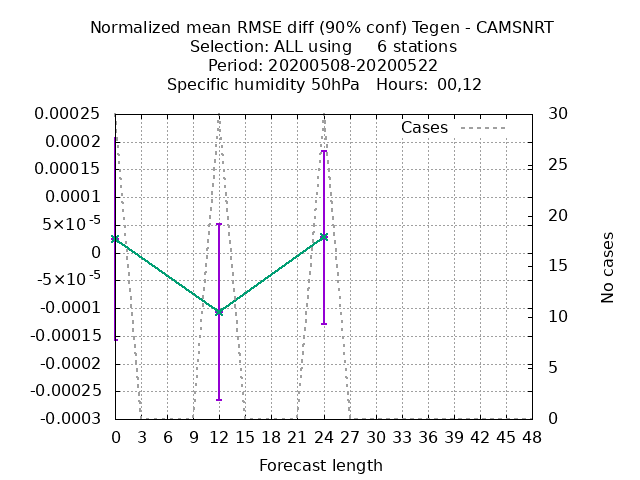 Normalized mean RMSE diff (90% conf) Tegen - CAMSNRT
Selection: ALL using 6 stations
Period: 20200508-20200522
Specific humidity 50hPa Hours: 00,12
Cases
0.00025
0.0002
0.00015
0.0001
5×10-5
0
-5×10-5
-0.0001
-0.00015
-0.0002
-0.00025
-0.0003
30
25
20
15
10
5
0
No cases
0 3 6 9 12 15 18 21 24 27 30 33 36 39 42 45 48
Forecast length